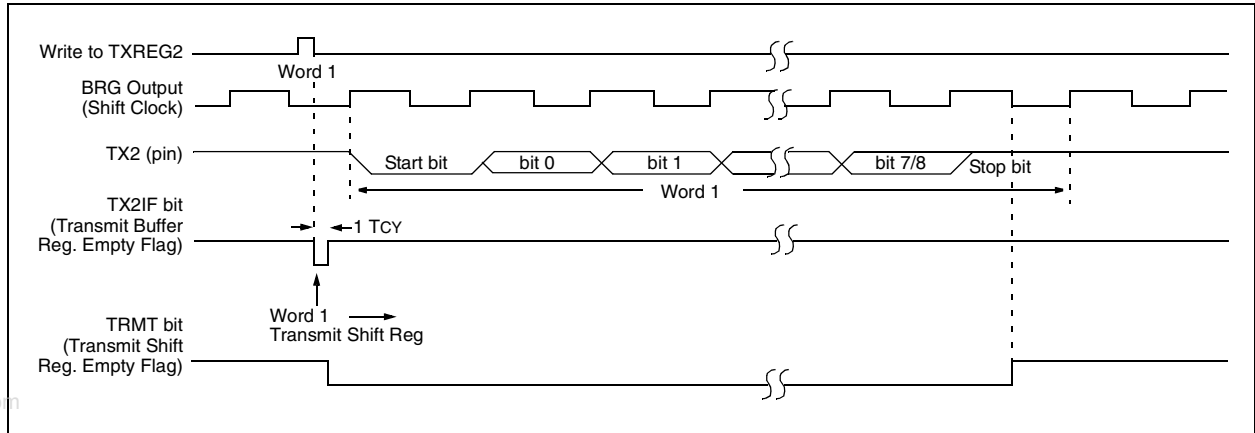 Write to TXREG2
Word 1
BRG Output
(Shift Clock)
TX2 (pin)
Start bit
bit 0
bit 1
bit 7/8
Stop bit
Word 1
TX2IF bit
(Transmit Buffer
Reg. Empty Flag)
1 TCY
Word 1
Transmit Shift Reg
TRMT bit
(Transmit Shift
Reg. Empty Flag)
om